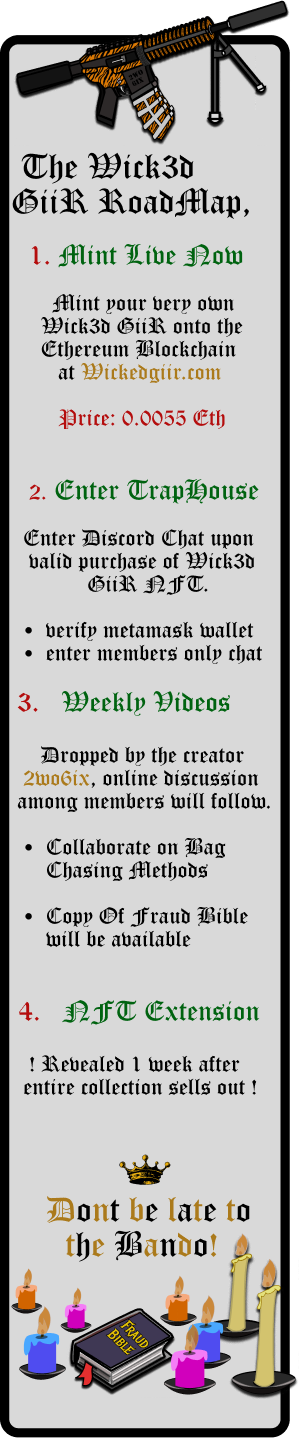 2WO
SIX
The Wick3d
GiiR RoadMap,
1. Mint Live Now
Mint your very own
Wick3d GiiR onto the
Ethereum Blockchain
at Wickedgiir.com
Price: 0.0055 Eth
2. Enter TrapHouse
Enter Discord Chat upon
valid purchase of Wick3d
GiiR NFT.
• verify metamask wallet
• enter members only chat
3. Weekly Videos
Dropped by the creator
2wo6ix, online discussion
among members will follow.
• Collaborate on Bag
Chasing Methods
• Copy Of Fraud Bible
will be available
4. NFT Extension
! Revealed 1 week after
entire collection sells out !
Dont be late to
the Bando!
FRAUD
BIBLE